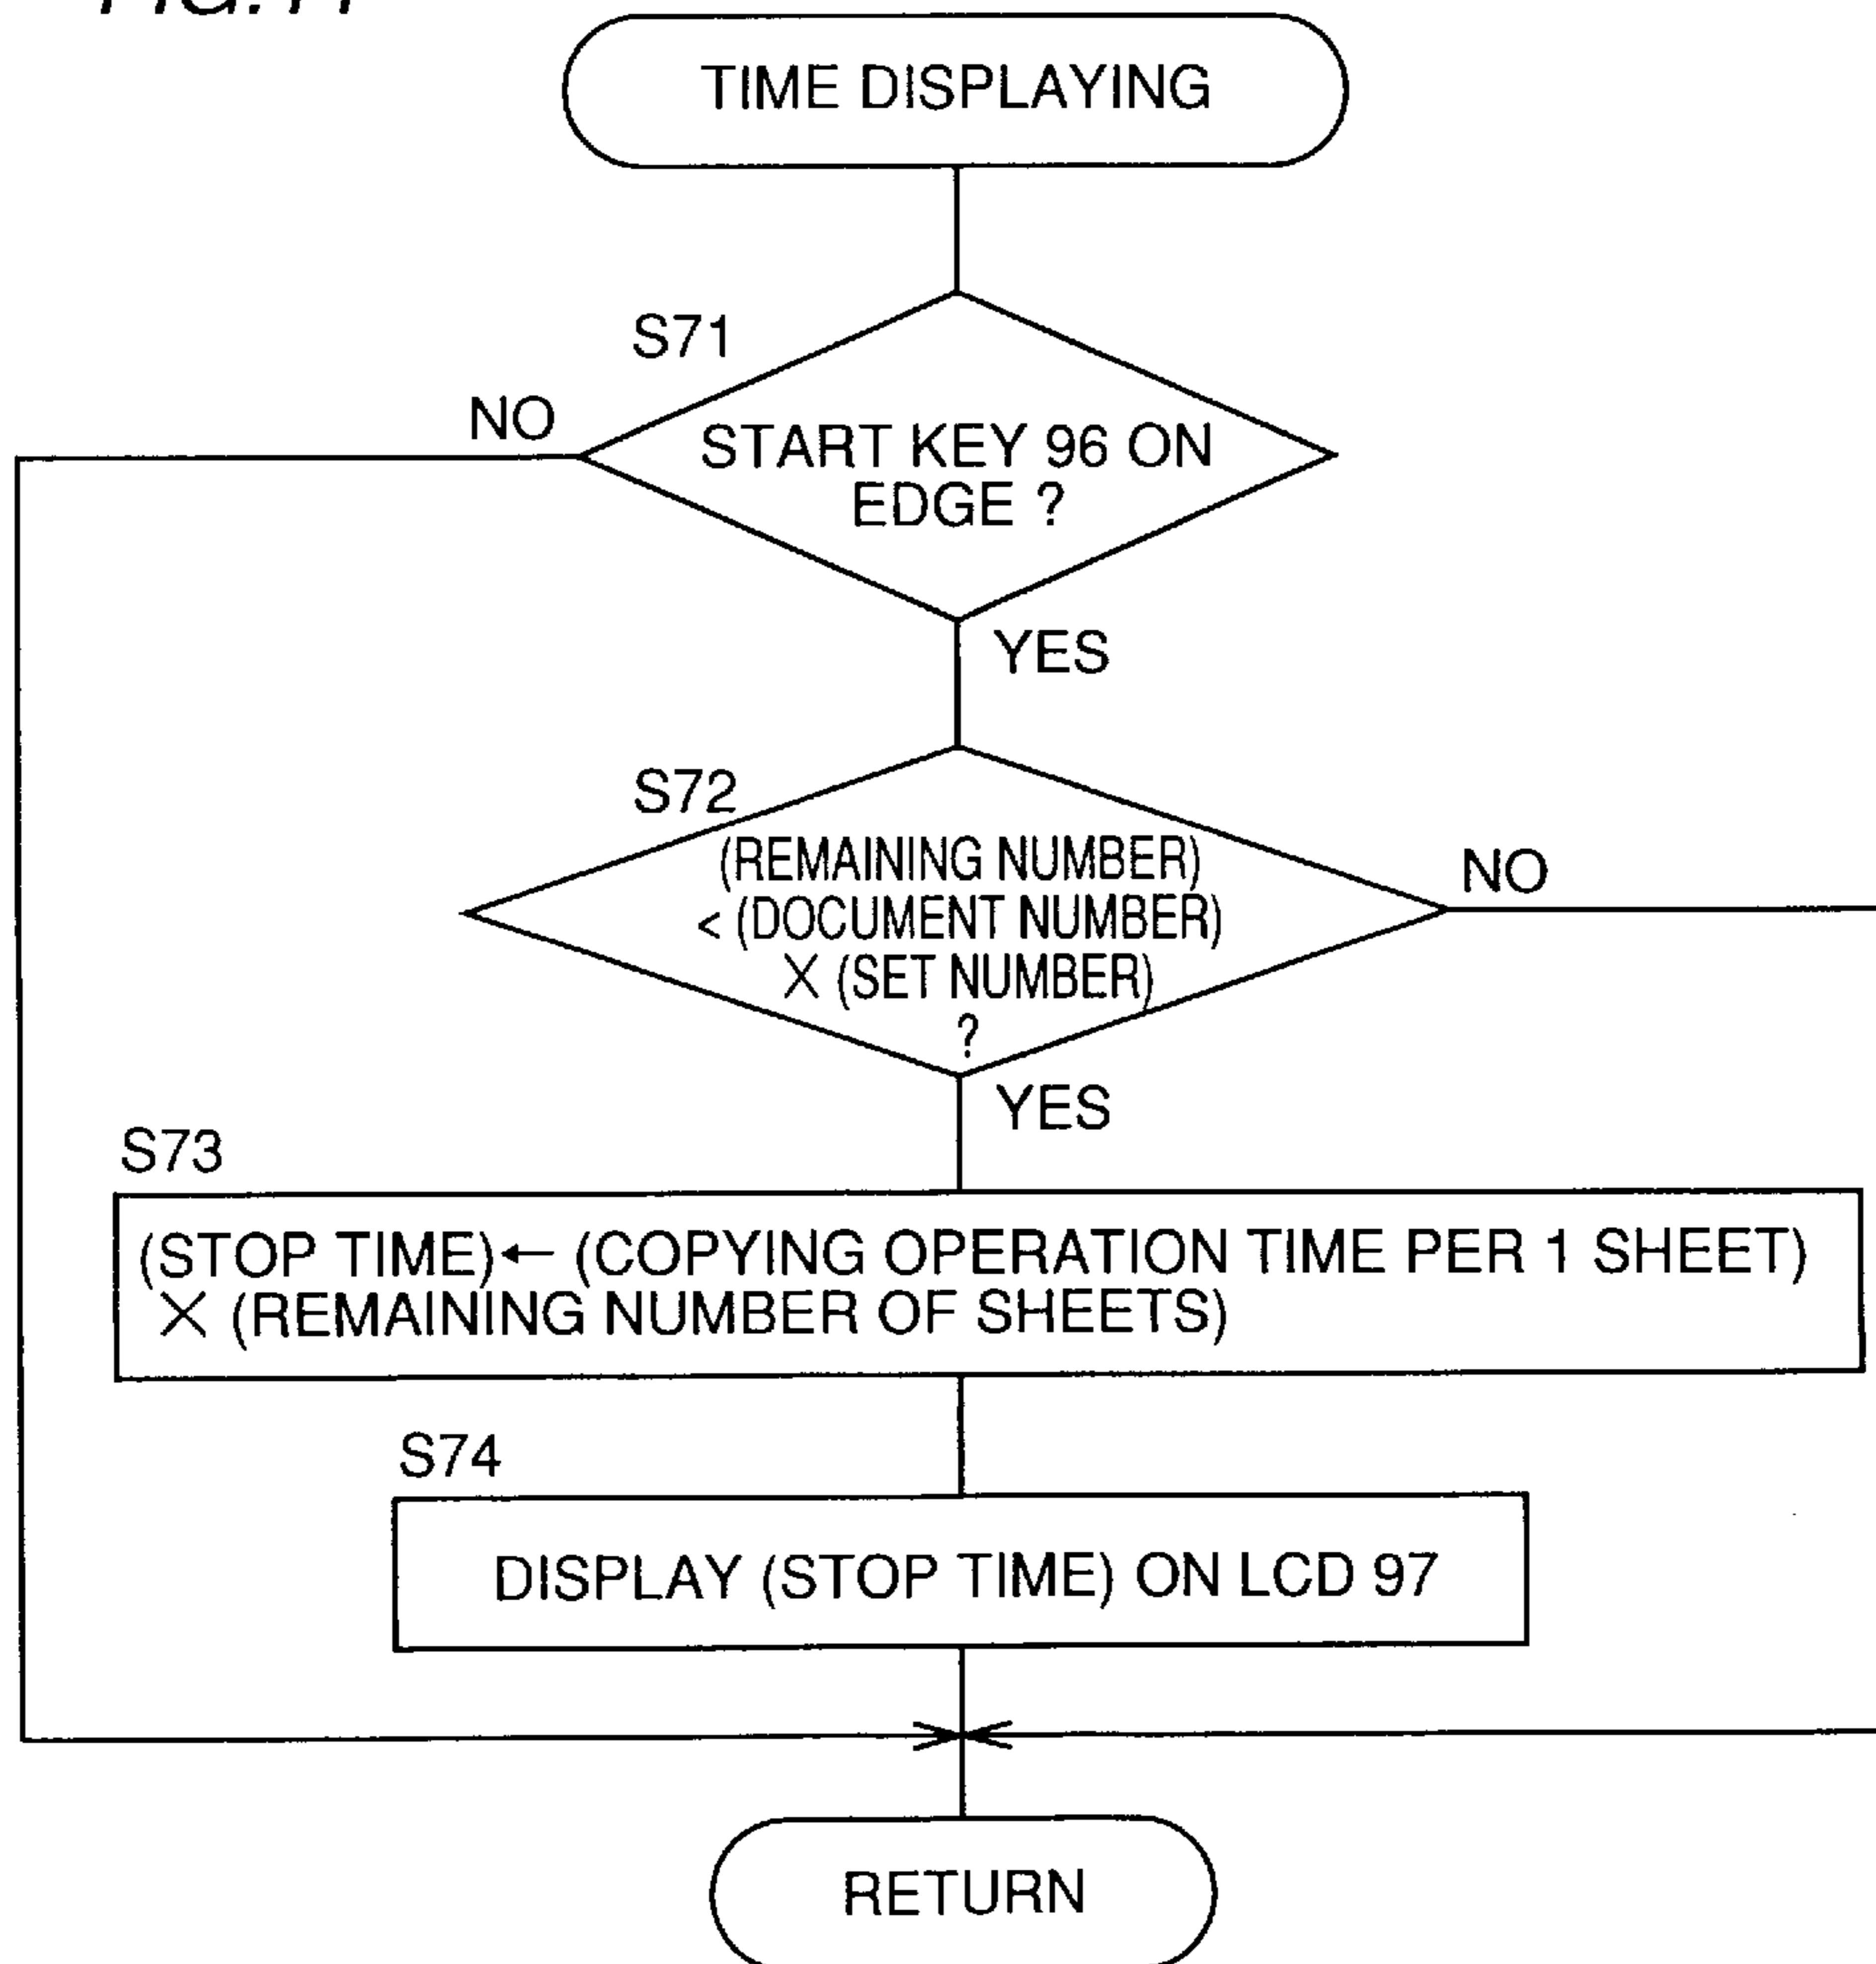 TIME DISPLAYING
S71
NO
START KEY 96 ON
EDGE ?
YES
S72
(REMAINING NUMBER)
< (DOCUMENT NUMBER)
X (SET NUMBER)
?
NO
YES
S73
(STOP TIME)← (COPYING OPERATION TIME PER 1 SHEET)
X (REMAINING NUMBER OF SHEETS)
S74
DISPLAY (STOP TIME) ON LCD 97
RETURN